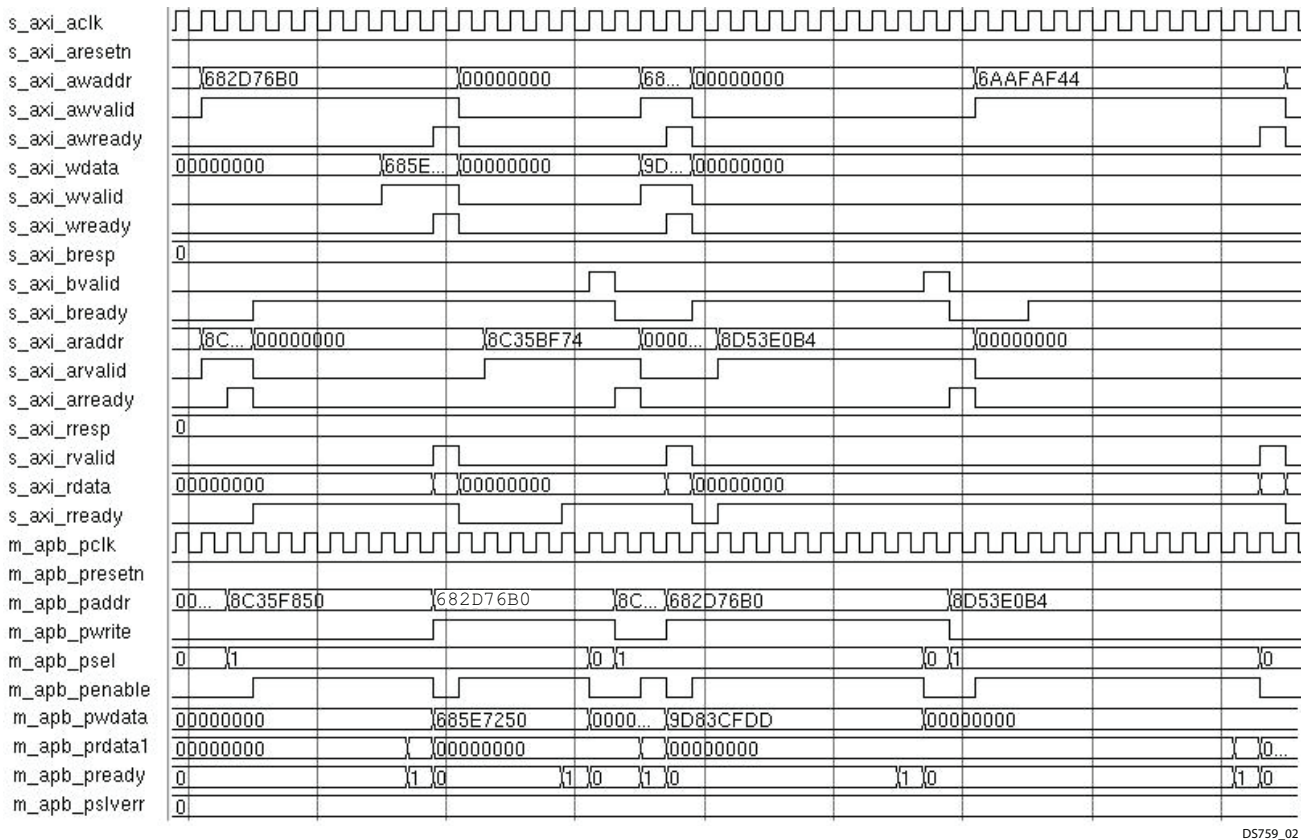 s_axi_aclk
s_axi_aresetn
s_axi_awaddr 682D76B0 00000000 68... 00000000 6AAFAF44
s_axi_awvalid
s_axi_awready
s_axi_wdata 00000000 685E... 00000000 9D... 00000000
s_axi_wvalid
s_axi_wready
s_axi_bresp 0
s_axi_bvalid
s_axi_bready
s_axi_araddr 8C... 00000000 8C35BF74 0000... 8D53E0B4 00000000
s_axi_arvalid
s_axi_arready
s_axi_rresp 0
s_axi_rvalid
s_axi_rdata 00000000 00000000 00000000
s_axi_rready
m_apb_pclk
m_apb_presetn
m_apb_paddr 00... 8C35F850 682D76B0 8C... 682D76B0 8D53E0B4
m_apb_pwrite
m_apb_psel 0 1 0 1 0 1 0
m_apb_penable
m_apb_pwdata 00000000 685E7250 0000... 9D83CFDD 00000000
m_apb_prdata1 00000000 00000000 00000000 0...
m_apb_pready 0 1 0 1 0 1 0 1 0 1 0
m_apb_pslverr 0
DS759_02